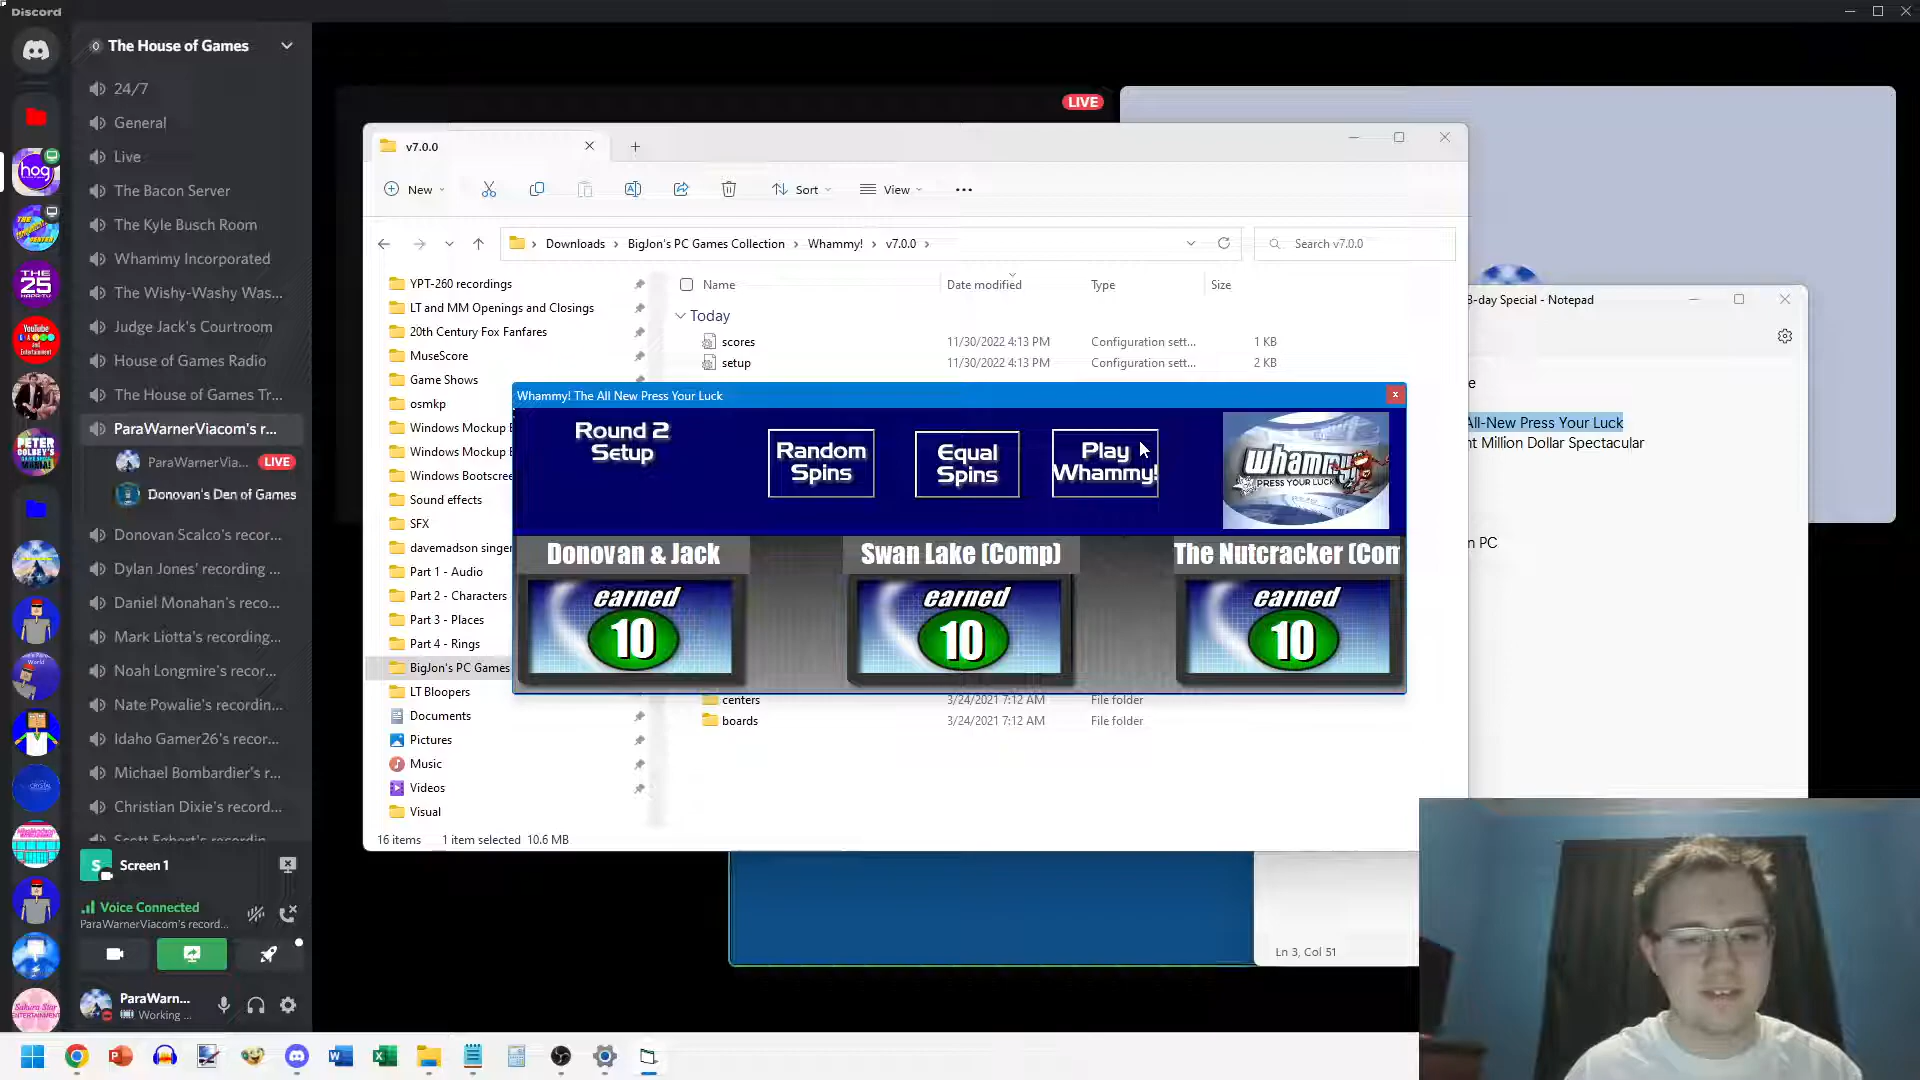 Discord
The House of Games
24/7
General
Live
The Bacon Server
The Kyle Busch Room
Whammy Incorporated
The Wishy-Washy Was...
Judge Jack's Courtroom
House of Games Radio
The House of Games Tr...
ParaWarnerViacom's r...
ParaWarnerVia...
LIVE
Donovan's Den of Games
Donovan Scalco's recor...
Dylan Jones' recording ...
Daniel Monahan's reco...
Mark Liotta's recording...
Noah Longmire's recor...
Nate Powalie's recordin...
Idaho Gamer26's recor...
Michael Bombardier's r...
Christian Dixie's record...
Scott Egbert's recordin...
S
Screen 1
Voice Connected
ParaWarnerViacom's record...
ParaWarn...
Working ...
hog
THE 25
YouTube
LIVE
v7.0.0
New
Sort
View
Downloads
BigJon's PC Games Collection
Whammy!
v7.0.0
Search v7.0.0
YPT-260 recordings
LT and MM Openings and Closings
20th Century Fox Fanfares
MuseScore
Game Shows
osmkp
Windows Mockup
Windows Mockup
Windows Bootscre
Sound effects
SFX
davemadson singer
Part 1 - Audio
Part 2 - Characters
Part 3 - Places
Part 4 - Rings
BigJon's PC Games
LT Bloopers
Documents
Pictures
Music
Videos
Visual
Name
Date modified
Type
Size
Today
scores 11/30/2022 4:13 PM Configuration sett... 1 KB
setup 11/30/2022 4:13 PM Configuration sett... 2 KB
centers 3/24/2021 7:12 AM File folder
boards 3/24/2021 7:12 AM File folder
16 items 1 item selected 10.6 MB
Whammy! The All New Press Your Luck
Round 2
Setup
Random
Spins
Equal
Spins
Play
Whammy!
whammy
PRESS YOUR LUCK
Donovan & Jack
Swan Lake (Comp)
The Nutcracker (Com
earned
10
earned
10
earned
10
3-day Special - Notepad
e
All-New Press Your Luck
nt Million Dollar Spectacular
n PC
Ln 3, Col 51